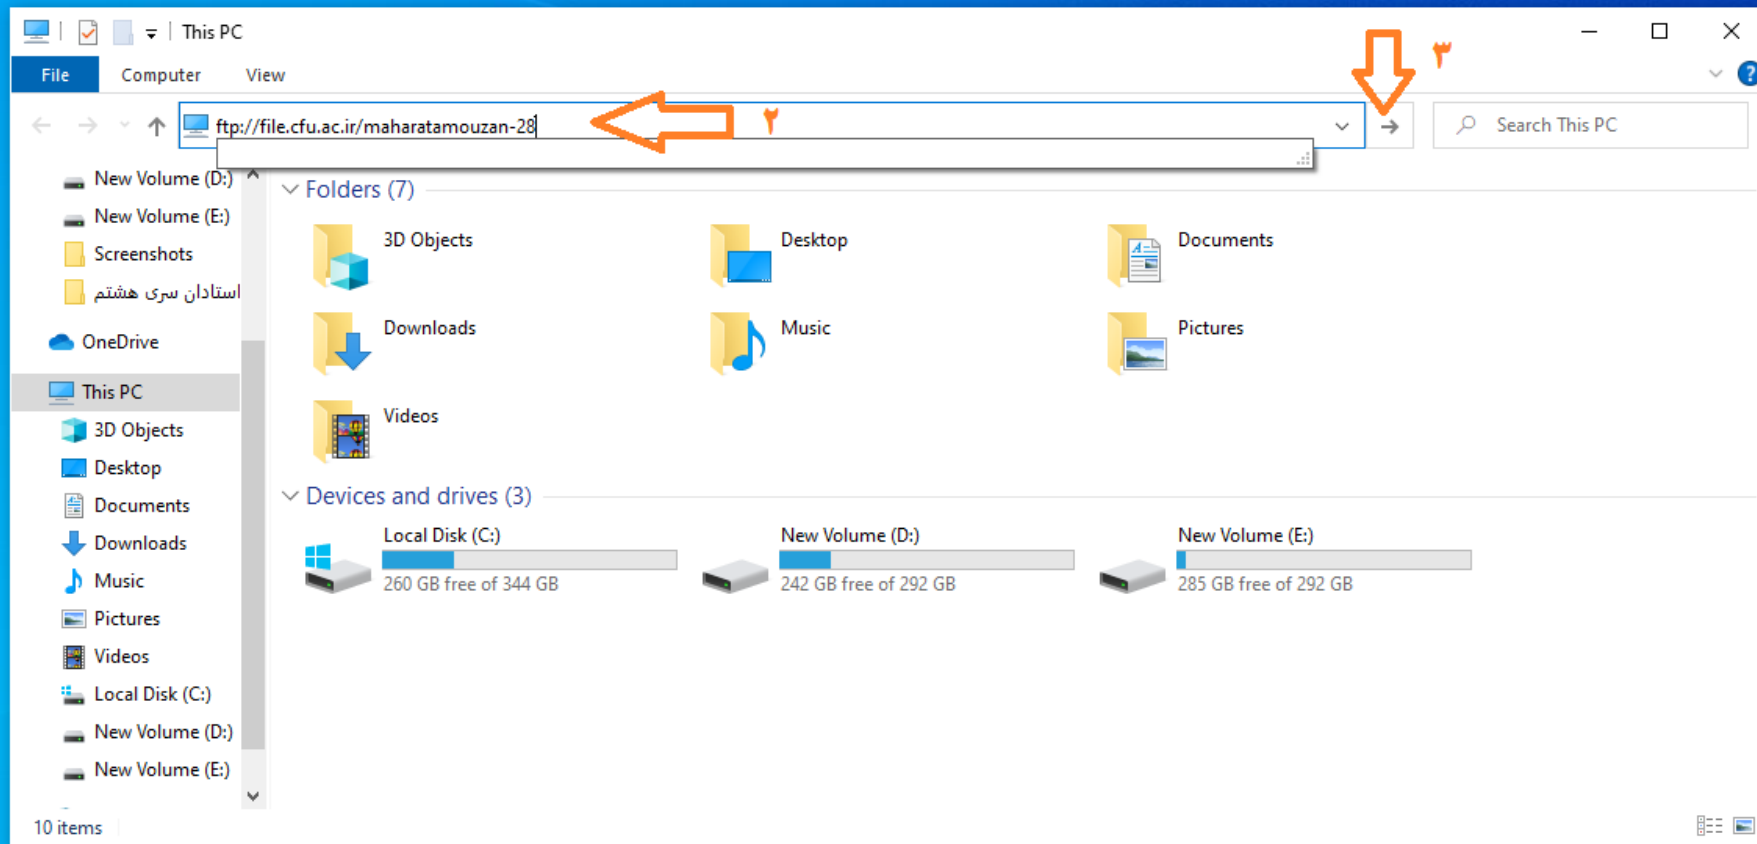 This PC
File Computer View
۳
ftp://file.cfu.ac.ir/maharatamouzan-28
۲
Search This PC
New Volume (D:)
New Volume (E:)
Screenshots
استادان سری هشتم
OneDrive
This PC
3D Objects
Desktop
Documents
Downloads
Music
Pictures
Videos
Local Disk (C:)
New Volume (D:)
New Volume (E:)
Folders (7)
3D Objects Desktop Documents
Downloads Music Pictures
Videos
Devices and drives (3)
Local Disk (C:) New Volume (D:) New Volume (E:)
260 GB free of 344 GB 242 GB free of 292 GB 285 GB free of 292 GB
10 items